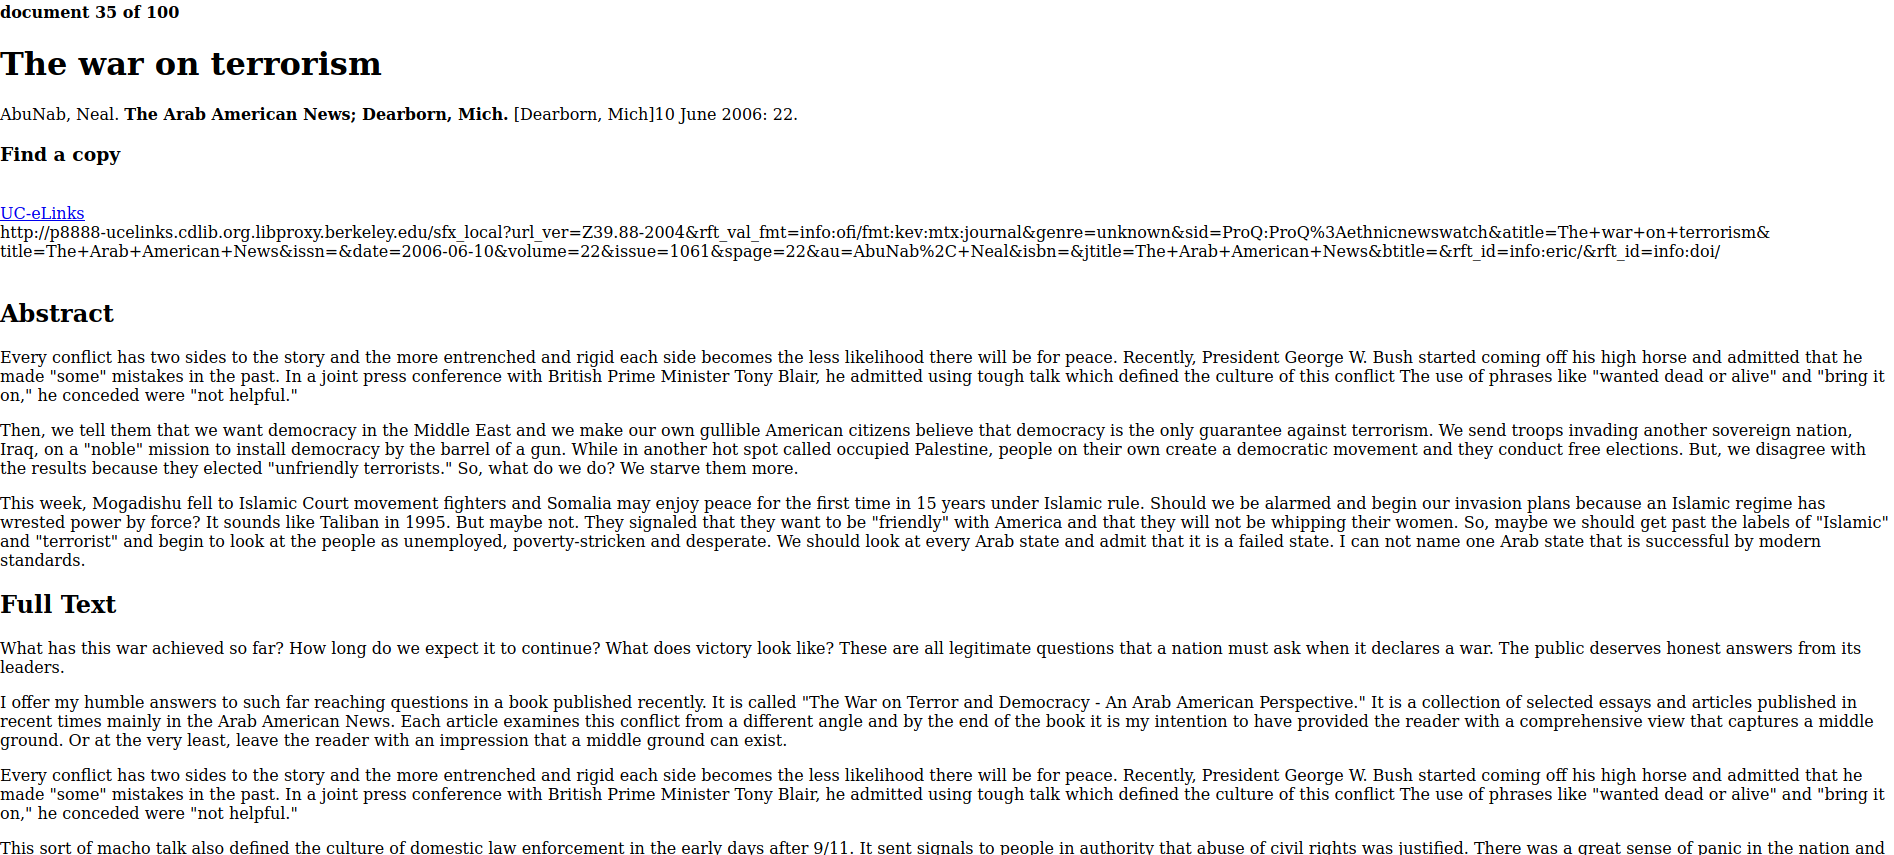 document 35 of 100
The war on terrorism
AbuNab, Neal. The Arab American News; Dearborn, Mich. [Dearborn, Mich]10 June 2006: 22.
Find a copy
UC-eLinks
http://p8888-ucelinks.cdlib.org.libproxy.berkeley.edu/sfx_local?url_ver=Z39.88-2004&rft_val_fmt=info:ofi/fmt:kev:mtx:journal&genre=unknown&sid=ProQ:ProQ%3Aethnicnewswatch&atitle=The+war+on+terrorism&
title=The+Arab+American+News&issn=&date=2006-06-10&volume=22&issue=1061&spage=22&au=AbuNab%2C+Neal&isbn=&jtitle=The+Arab+American+News&btitle=&rft_id=info:eric/&rft_id=info:doi/
Abstract
Every conflict has two sides to the story and the more entrenched and rigid each side becomes the less likelihood there will be for peace. Recently, President George W. Bush started coming off his high horse and admitted that he
made "some" mistakes in the past. In a joint press conference with British Prime Minister Tony Blair, he admitted using tough talk which defined the culture of this conflict The use of phrases like "wanted dead or alive" and "bring it
on," he conceded were "not helpful."
Then, we tell them that we want democracy in the Middle East and we make our own gullible American citizens believe that democracy is the only guarantee against terrorism. We send troops invading another sovereign nation,
Iraq, on a "noble" mission to install democracy by the barrel of a gun. While in another hot spot called occupied Palestine, people on their own create a democratic movement and they conduct free elections. But, we disagree with
the results because they elected "unfriendly terrorists." So, what do we do? We starve them more.
This week, Mogadishu fell to Islamic Court movement fighters and Somalia may enjoy peace for the first time in 15 years under Islamic rule. Should we be alarmed and begin our invasion plans because an Islamic regime has
wrested power by force? It sounds like Taliban in 1995. But maybe not. They signaled that they want to be "friendly" with America and that they will not be whipping their women. So, maybe we should get past the labels of "Islamic"
and "terrorist" and begin to look at the people as unemployed, poverty-stricken and desperate. We should look at every Arab state and admit that it is a failed state. I can not name one Arab state that is successful by modern
standards.
Full Text
What has this war achieved so far? How long do we expect it to continue? What does victory look like? These are all legitimate questions that a nation must ask when it declares a war. The public deserves honest answers from its
leaders.
I offer my humble answers to such far reaching questions in a book published recently. It is called "The War on Terror and Democracy - An Arab American Perspective." It is a collection of selected essays and articles published in
recent times mainly in the Arab American News. Each article examines this conflict from a different angle and by the end of the book it is my intention to have provided the reader with a comprehensive view that captures a middle
ground. Or at the very least, leave the reader with an impression that a middle ground can exist.
Every conflict has two sides to the story and the more entrenched and rigid each side becomes the less likelihood there will be for peace. Recently, President George W. Bush started coming off his high horse and admitted that he
made "some" mistakes in the past. In a joint press conference with British Prime Minister Tony Blair, he admitted using tough talk which defined the culture of this conflict The use of phrases like "wanted dead or alive" and "bring it
on," he conceded were "not helpful."
This sort of macho talk also defined the culture of domestic law enforcement in the early days after 9/11. It sent signals to people in authority that abuse of civil rights was justified. There was a great sense of panic in the nation and